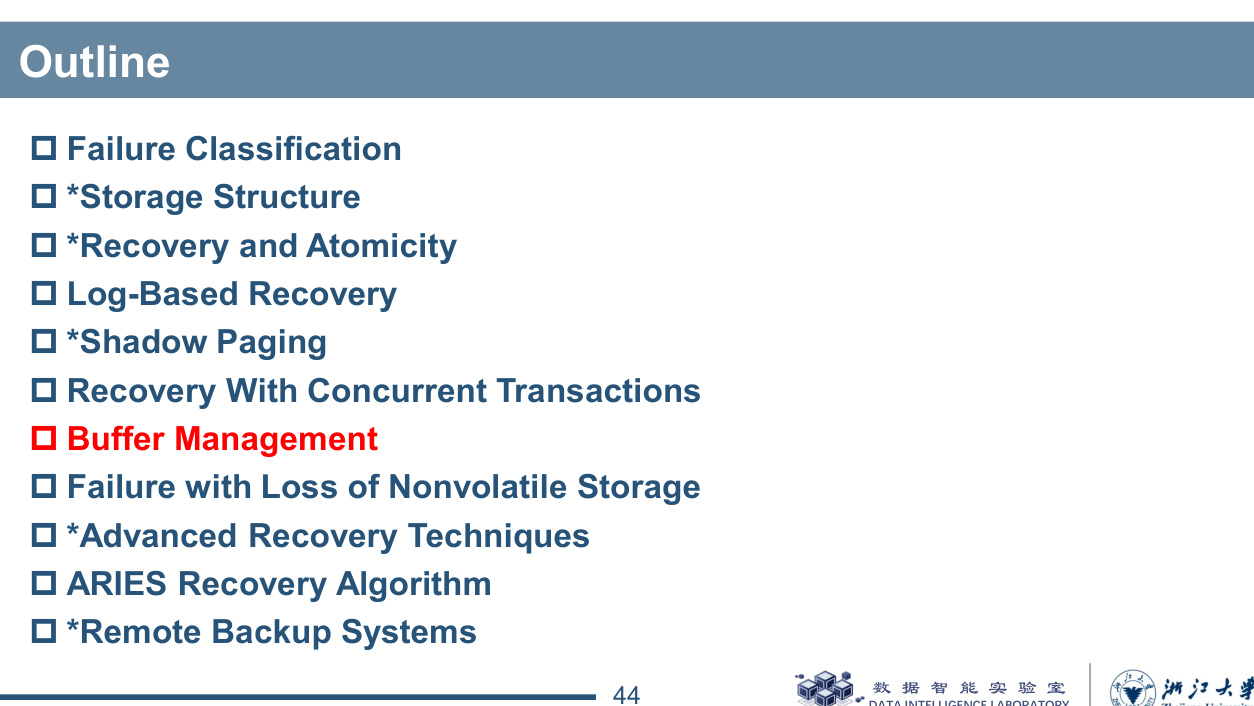 Outline
Failure Classification
*Storage Structure
*Recovery and Atomicity
Log-Based Recovery
*Shadow Paging
Recovery With Concurrent Transactions
Buffer Management
Failure with Loss of Nonvolatile Storage
*Advanced Recovery Techniques
ARIES Recovery Algorithm
*Remote Backup Systems
44
数据智能实验室
DATA INTELLIGENCE LABORATORY
浙江大学